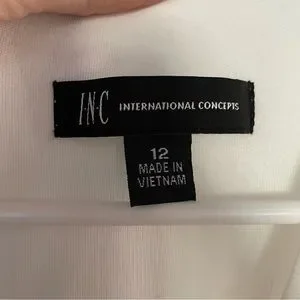 I·N·C INTERNATIONAL CONCEPTS
12
MADE IN
VIETNAM